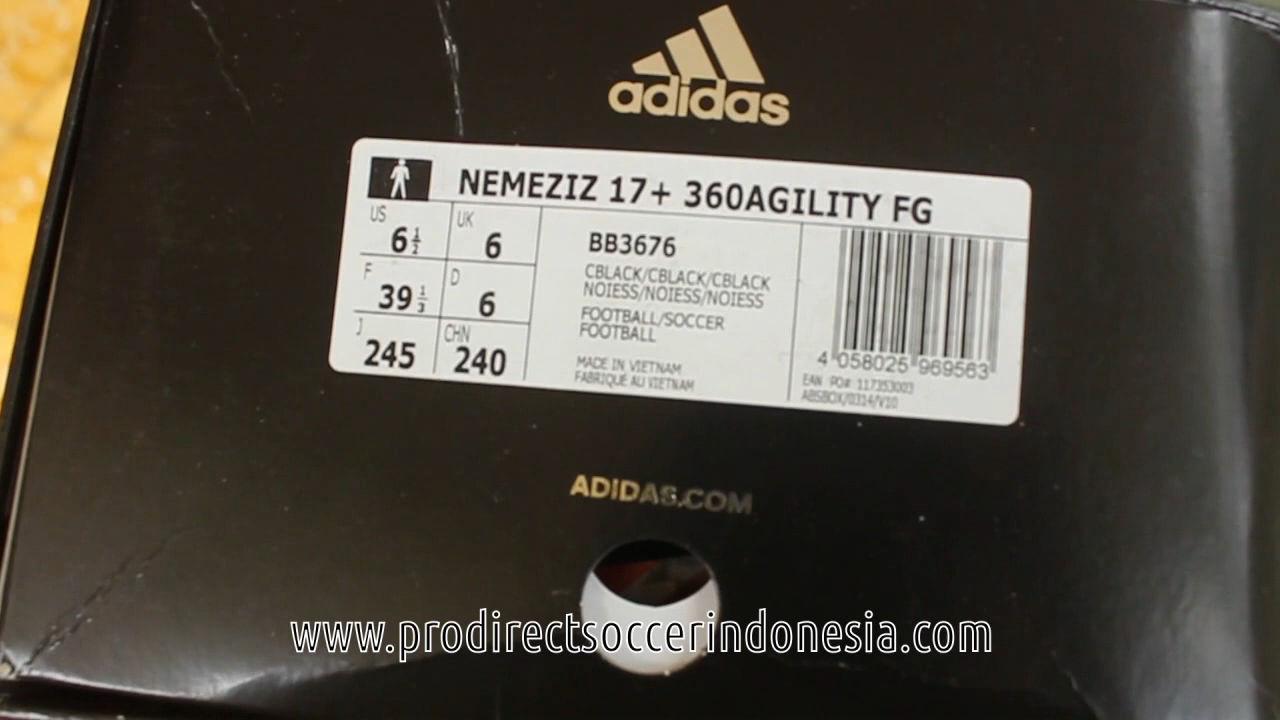 adidas
NEMEZIZ 17+ 360AGILITY FG
US
6½
UK
6
F
39⅓
D
6
J
245
CHN
240
BB3676
CBLACK/CBLACK/CBLACK
NOIESS/NOIESS/NOIESS
FOOTBALL/SOCCER
FOOTBALL
MADE IN VIETNAM
FABRIQUÉ AU VIETNAM
4 058025 969563
EAN PO# 117353003
ABSBOX/0314/V10
ADIDAS.COM
www.prodirectsoccerindonesia.com